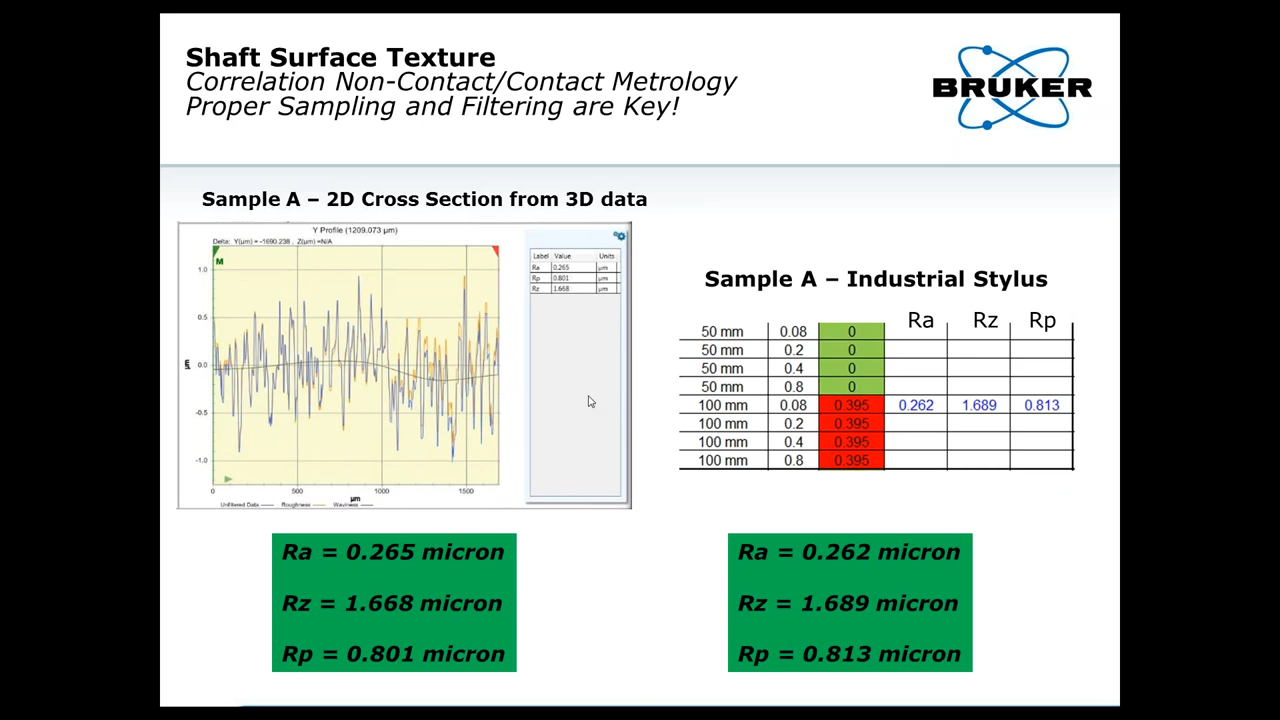 Shaft Surface Texture
Correlation Non-Contact/Contact Metrology
Proper Sampling and Filtering are Key!
BRUKER
Sample A – 2D Cross Section from 3D data
Y Profile (1209.073 µm)
Delta: Y(µm) = -1690.238, Z(µm) =N/A
M
1.0
0.5
0.0
-0.5
-1.0
µm
0 500 1000 1500
µm
Unfiltered Data Roughness Waviness
Label Value Units
Ra 0.265 µm
Rp 0.801 µm
Rz 1.668 µm
Sample A – Industrial Stylus
Ra Rz Rp
50 mm 0.08 0
50 mm 0.2 0
50 mm 0.4 0
50 mm 0.8 0
100 mm 0.08 0.395 0.262 1.689 0.813
100 mm 0.2 0.395
100 mm 0.4 0.395
100 mm 0.8 0.395
Ra = 0.265 micron
Rz = 1.668 micron
Rp = 0.801 micron
Ra = 0.262 micron
Rz = 1.689 micron
Rp = 0.813 micron